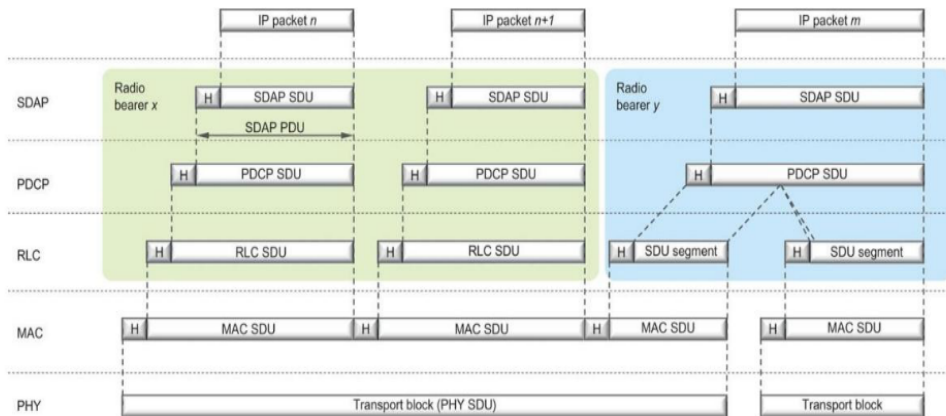 IP packet n
IP packet n+1
IP packet m
Radio
bearer x
Radio
bearer y
SDAP
H
SDAP SDU
H
SDAP SDU
H
SDAP SDU
SDAP PDU
PDCP
H
PDCP SDU
H
PDCP SDU
H
PDCP SDU
RLC
H
RLC SDU
H
RLC SDU
H
SDU segment
H
SDU segment
MAC
H
MAC SDU
H
MAC SDU
H
MAC SDU
H
MAC SDU
PHY
Transport block (PHY SDU)
Transport block